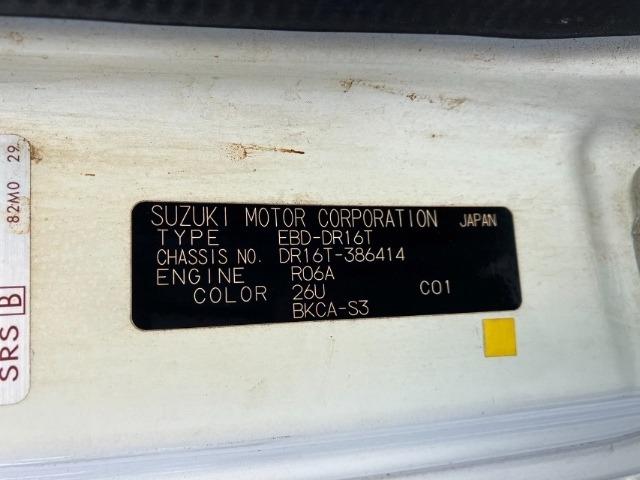 SUZUKI MOTOR CORPORATION JAPAN
TYPE EBD-DR16T
CHASSIS NO. DR16T-386414
ENGINE R06A
COLOR 26U C01
BKCA-S3
SRS B
82M0 29